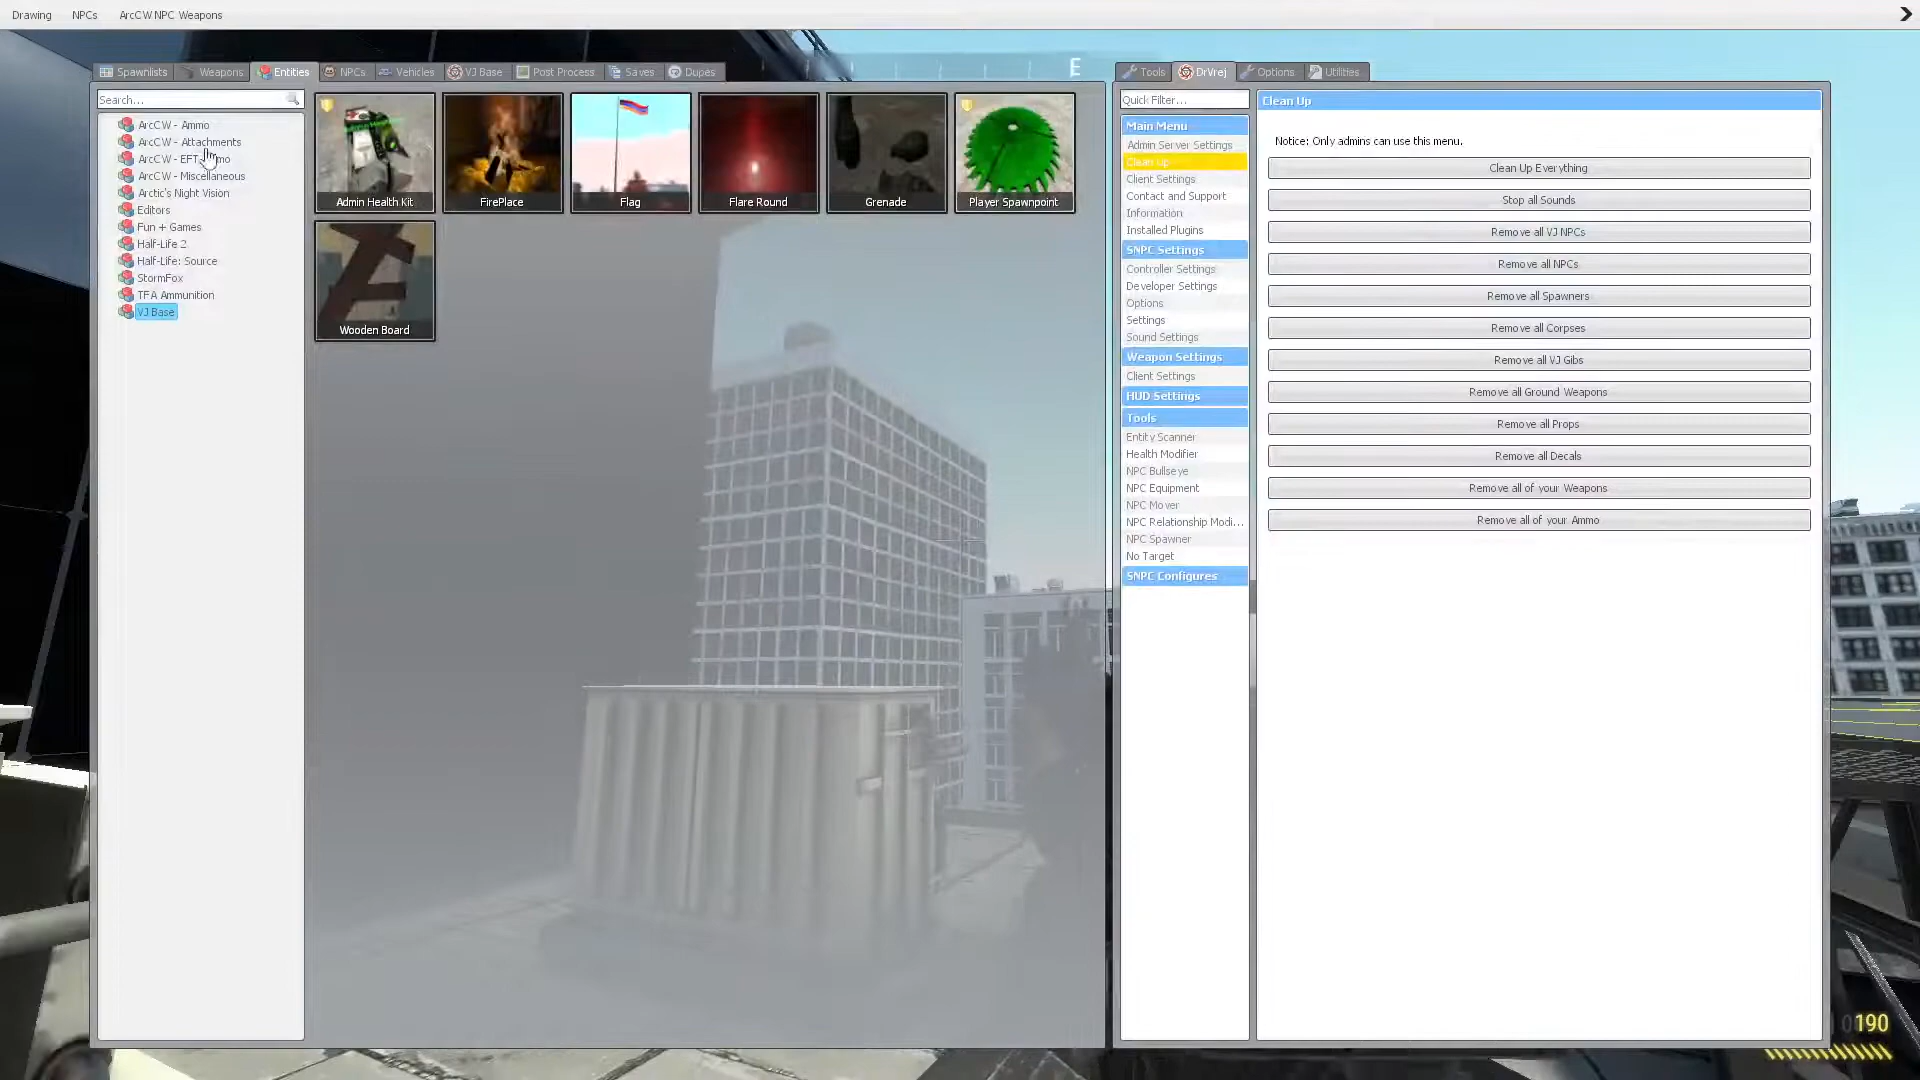 Drawing NPCs ArcCW NPC Weapons
E
Spawnlists Weapons Entities NPCs Vehicles VJ Base Post Process Saves Dupes
Search...
ArcCW - Ammo
ArcCW - Attachments
ArcCW - EFT
ArcCW - Miscellaneous
Arctic's Night Vision
Editors
Fun + Games
Half-Life 2
Half-Life: Source
StormFox
TFA Ammunition
VJ Base
Admin Health Kit
FirePlace
Flag
Flare Round
Grenade
Player Spawnpoint
Wooden Board
Tools DrVrej Options Utilities
Quick Filter...
Main Menu
Admin Server Settings
Clean Up
Client Settings
Contact and Support
Information
Installed Plugins
SNPC Settings
Controller Settings
Developer Settings
Options
Settings
Sound Settings
Weapon Settings
Client Settings
HUD Settings
Tools
Entity Scanner
Health Modifier
NPC Bullseye
NPC Equipment
NPC Mover
NPC Relationship Modi...
NPC Spawner
No Target
SNPC Configures
Clean Up
Notice: Only admins can use this menu.
Clean Up Everything
Stop all Sounds
Remove all VJ NPCs
Remove all NPCs
Remove all Spawners
Remove all Corpses
Remove all VJ Gibs
Remove all Ground Weapons
Remove all Props
Remove all Decals
Remove all of your Weapons
Remove all of your Ammo
0190